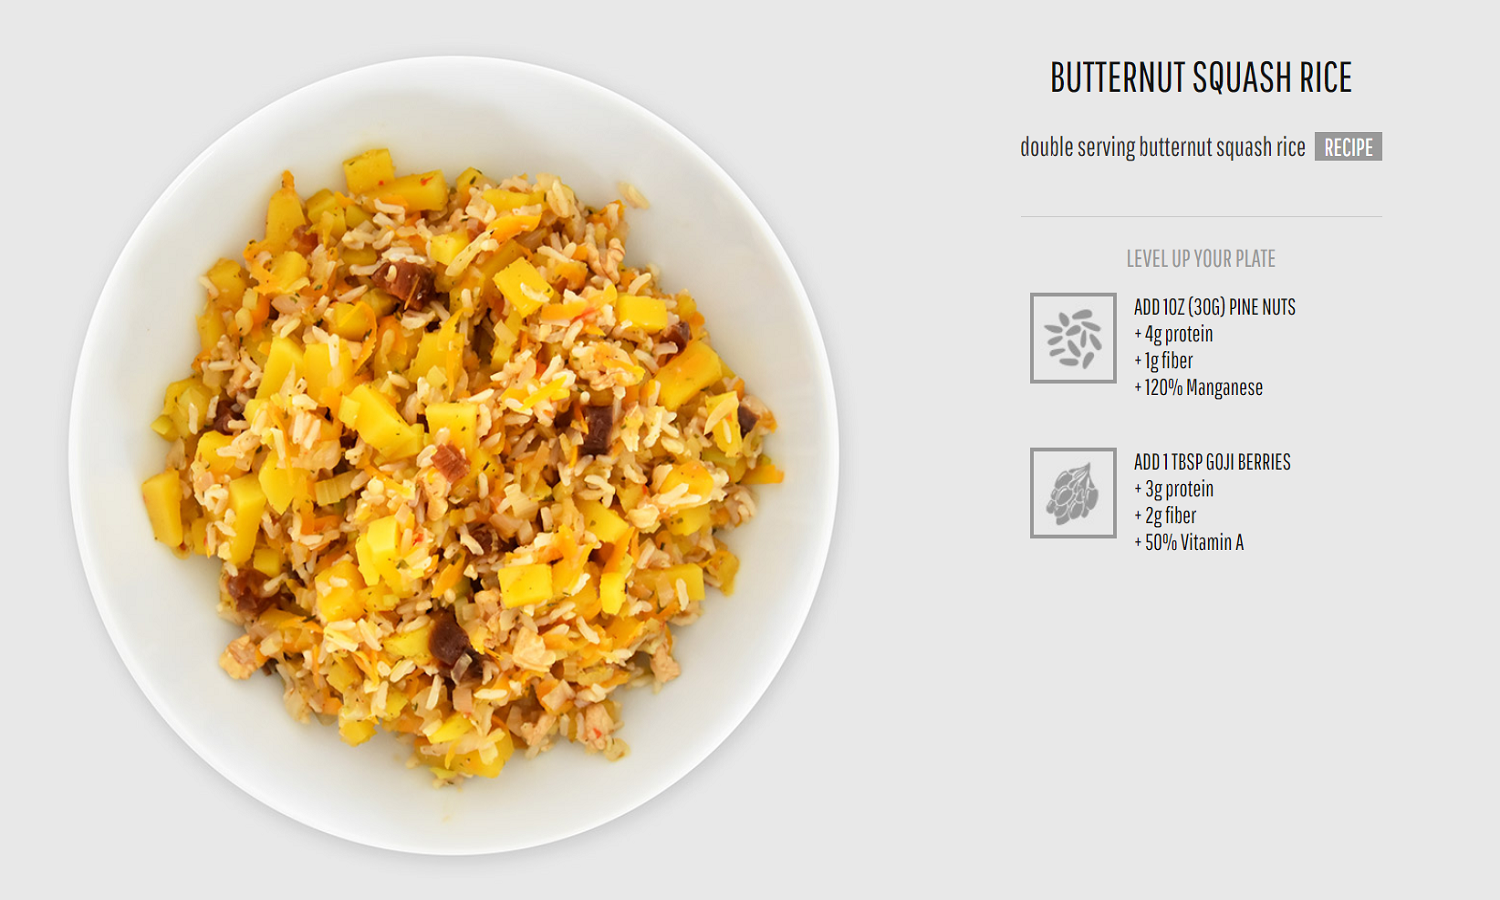 BUTTERNUT SQUASH RICE
double serving butternut squash rice RECIPE
LEVEL UP YOUR PLATE
ADD 1OZ (30G) PINE NUTS
+ 4g protein
+ 1g fiber
+ 120% Manganese
ADD 1 TBSP GOJI BERRIES
+ 3g protein
+ 2g fiber
+ 50% Vitamin A